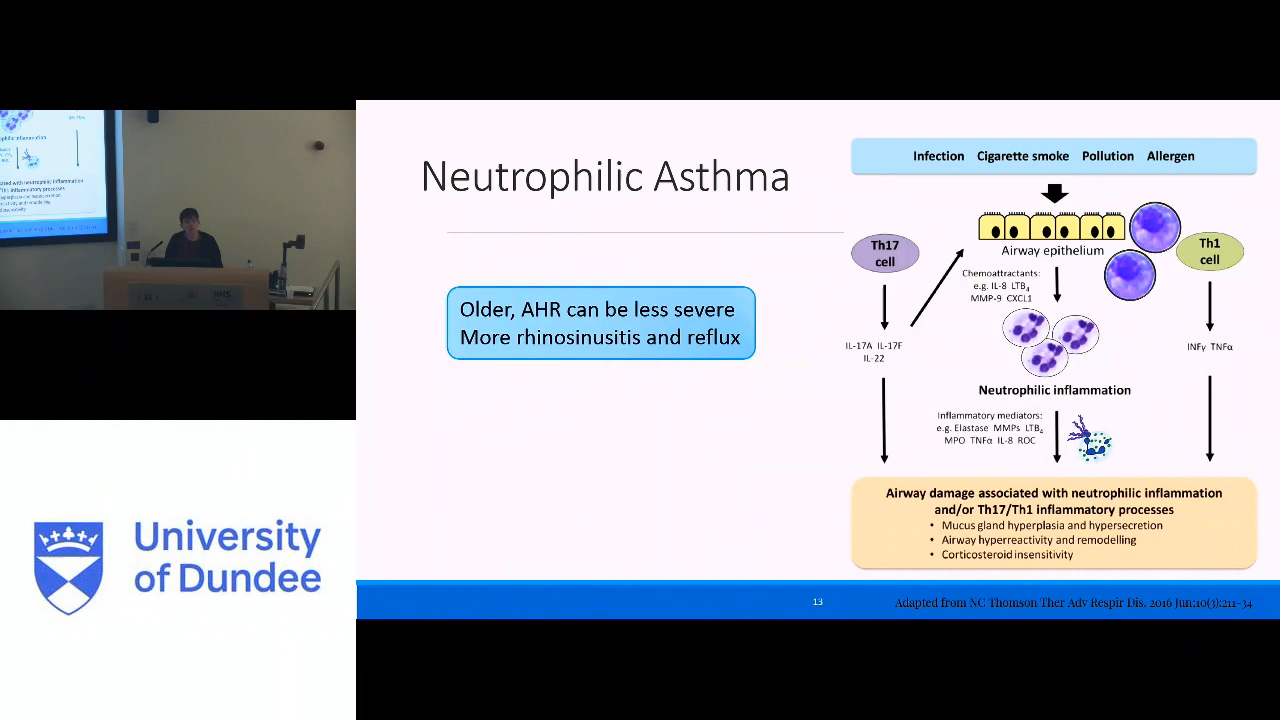 Neutrophilic Asthma
Older, AHR can be less severe
More rhinosinusitis and reflux
Infection Cigarette smoke Pollution Allergen
Airway epithelium
Th17
cell
Th1
cell
Chemoattractants:
e.g. IL-8 LTB₄
MMP-9 CXCL1
IL-17A IL-17F
IL-22
INFγ TNFα
Neutrophilic inflammation
Inflammatory mediators:
e.g. Elastase MMPs LTB₄
MPO TNFα IL-8 ROC
Airway damage associated with neutrophilic inflammation
and/or Th17/Th1 inflammatory processes
• Mucus gland hyperplasia and hypersecretion
• Airway hyperreactivity and remodelling
• Corticosteroid insensitivity
13
Adapted from NC Thomson Ther Adv Respir Dis. 2016 Jun;10(3):211-34
University
of Dundee
NHS